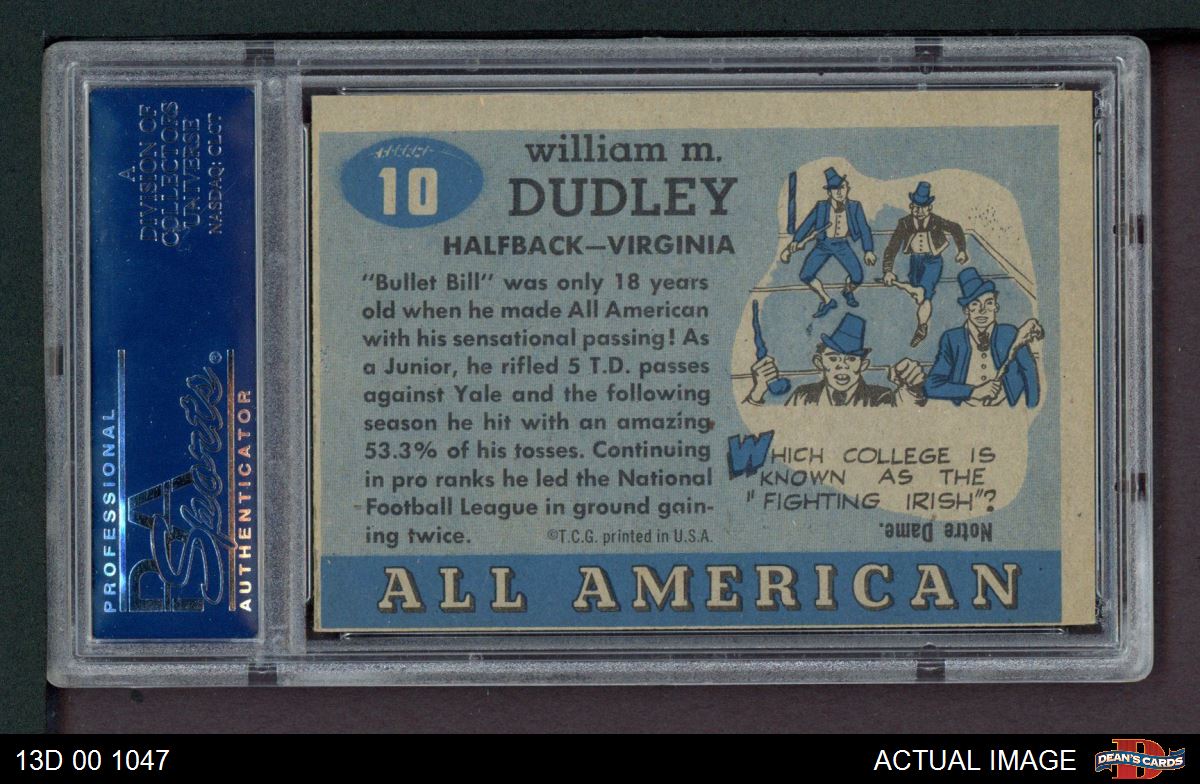 A
DIVISION OF
COLLECTORS
UNIVERSE
NASDAQ: CLCT
PROFESSIONAL
PSA
Sports®
AUTHENTICATOR
10
william m.
DUDLEY
HALFBACK—VIRGINIA
"Bullet Bill" was only 18 years
old when he made All American
with his sensational passing! As
a Junior, he rifled 5 T.D. passes
against Yale and the following
season he hit with an amazing
53.3% of his tosses. Continuing
in pro ranks he led the National
Football League in ground gain-
ing twice.
©T.C.G. printed in U.S.A.
WHICH COLLEGE IS
KNOWN AS THE
"FIGHTING IRISH"?
Notre Dame.
ALL AMERICAN
13D 00 1047
ACTUAL IMAGE
D
DEAN'S CARDS